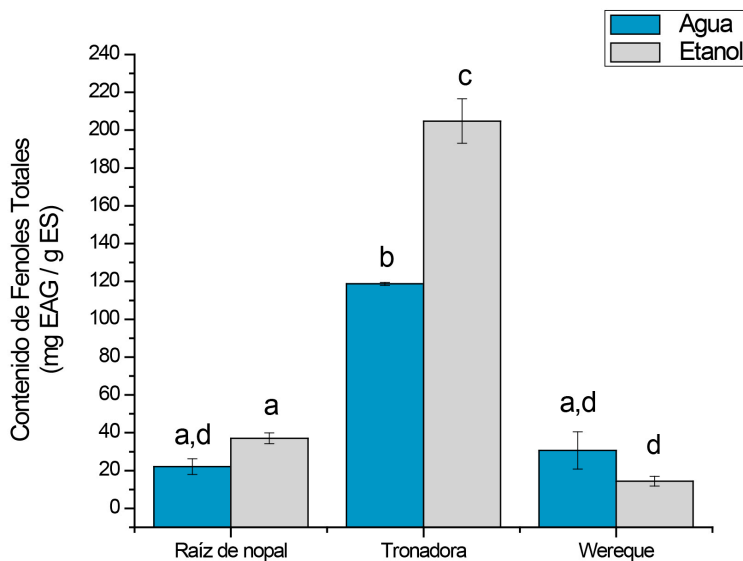 Agua
Etanol
Contenido de Fenoles Totales
(mg EAG / g ES)
240
220
200
180
160
140
120
100
80
60
40
20
0
a,d
a
b
c
a,d
d
Raíz de nopal
Tronadora
Wereque